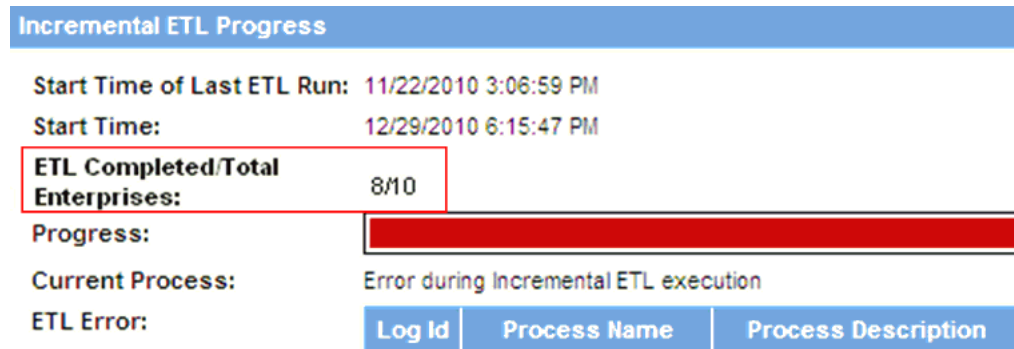 Incremental ETL Progress
Start Time of Last ETL Run: 11/22/2010 3:06:59 PM
Start Time: 12/29/2010 6:15:47 PM
ETL Completed/Total
Enterprises: 8/10
Progress:
Current Process: Error during Incremental ETL execution
ETL Error: Log Id Process Name Process Description